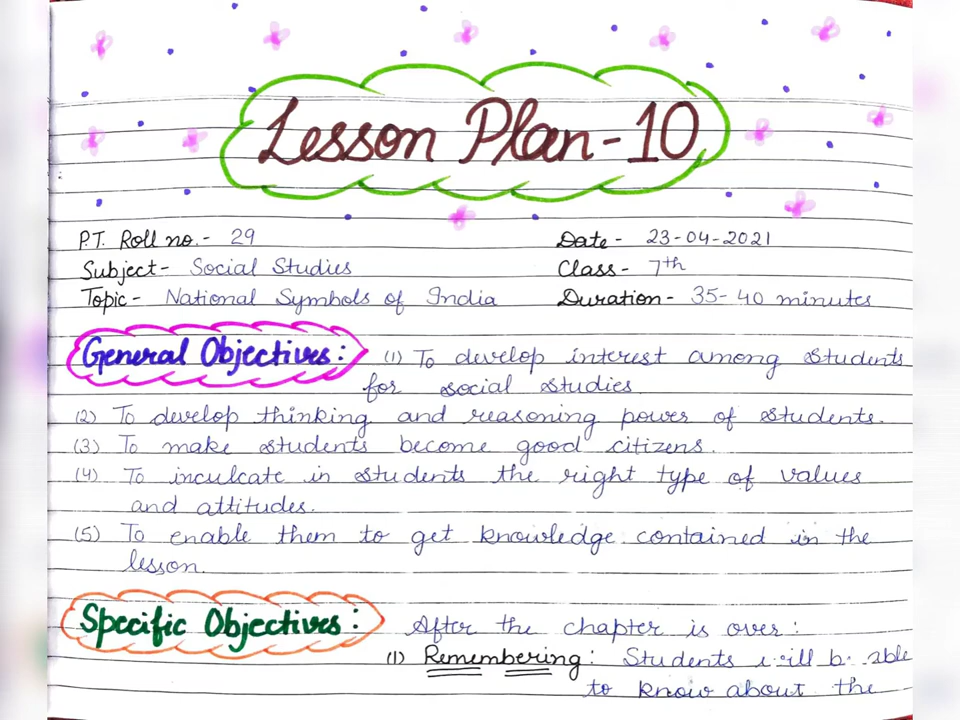 Lesson Plan-10
P.T. Roll no.- 29
Date- 23-04-2021
Subject- Social Studies
Class- 7th
Topic- National Symbols of India
Duration- 35-40 minutes
General Objectives: (1) To develop interest among students
for social studies
(2) To develop thinking and reasoning power of students.
(3) To make students become good citizens.
(4) To inculcate in students the right type of values
and attitudes.
(5) To enable them to get knowledge contained in the
lesson.
Specific Objectives: After the chapter is over:
(1) Remembering: Students will be able
to know about the